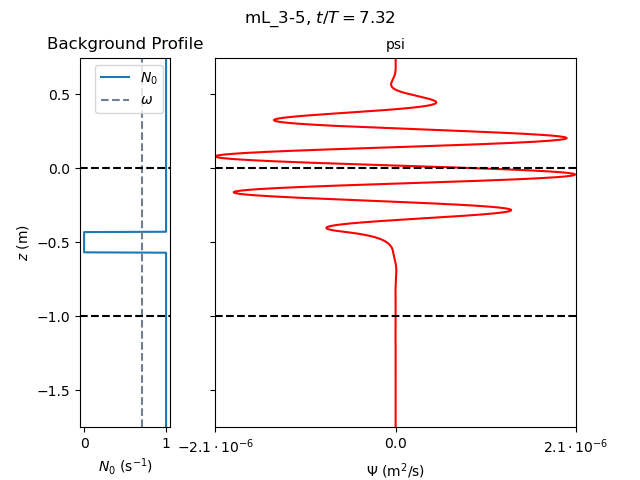 mL_3-5, t/T = 7.32
Background Profile
psi
N₀
ω
0.5
0.0
−0.5
−1.0
−1.5
z (m)
0
1
−2.1 · 10⁻⁶
0.0
2.1 · 10⁻⁶
N₀ (s⁻¹)
Ψ (m²/s)